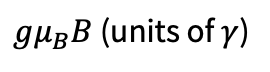 gμ_B B (units of γ)